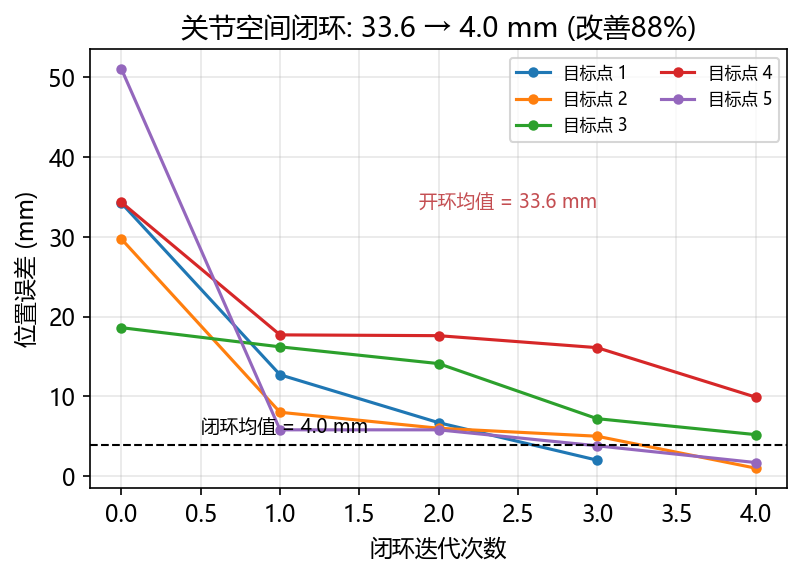 关节空间闭环: 33.6 → 4.0 mm (改善88%)
目标点 1
目标点 2
目标点 3
目标点 4
目标点 5
开环均值 = 33.6 mm
闭环均值 = 4.0 mm
位置误差 (mm)
50
40
30
20
10
0
0.0 0.5 1.0 1.5 2.0 2.5 3.0 3.5 4.0
闭环迭代次数